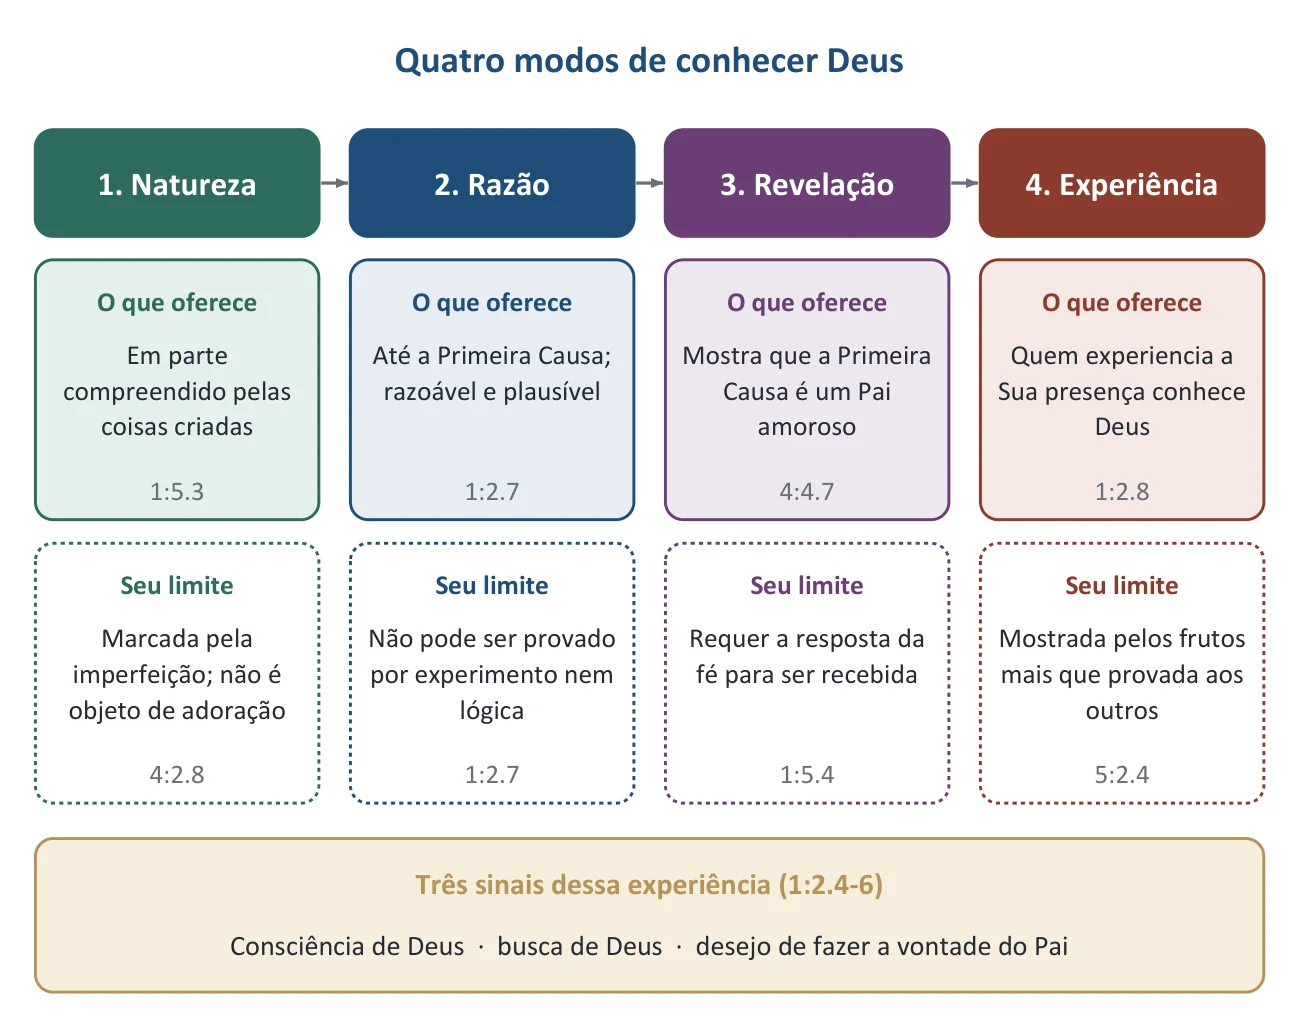 Quatro modos de conhecer Deus
1. Natureza
2. Razão
3. Revelação
4. Experiência
O que oferece
Em parte
compreendido pelas
coisas criadas
1:5.3
O que oferece
Até a Primeira Causa;
razoável e plausível
1:2.7
O que oferece
Mostra que a Primeira
Causa é um Pai
amoroso
4:4.7
O que oferece
Quem experiencia a
Sua presença conhece
Deus
1:2.8
Seu limite
Marcada pela
imperfeição; não é
objeto de adoração
4:2.8
Seu limite
Não pode ser provado
por experimento nem
lógica
1:2.7
Seu limite
Requer a resposta da
fé para ser recebida
1:5.4
Seu limite
Mostrada pelos frutos
mais que provada aos
outros
5:2.4
Três sinais dessa experiência (1:2.4-6)
Consciência de Deus · busca de Deus · desejo de fazer a vontade do Pai